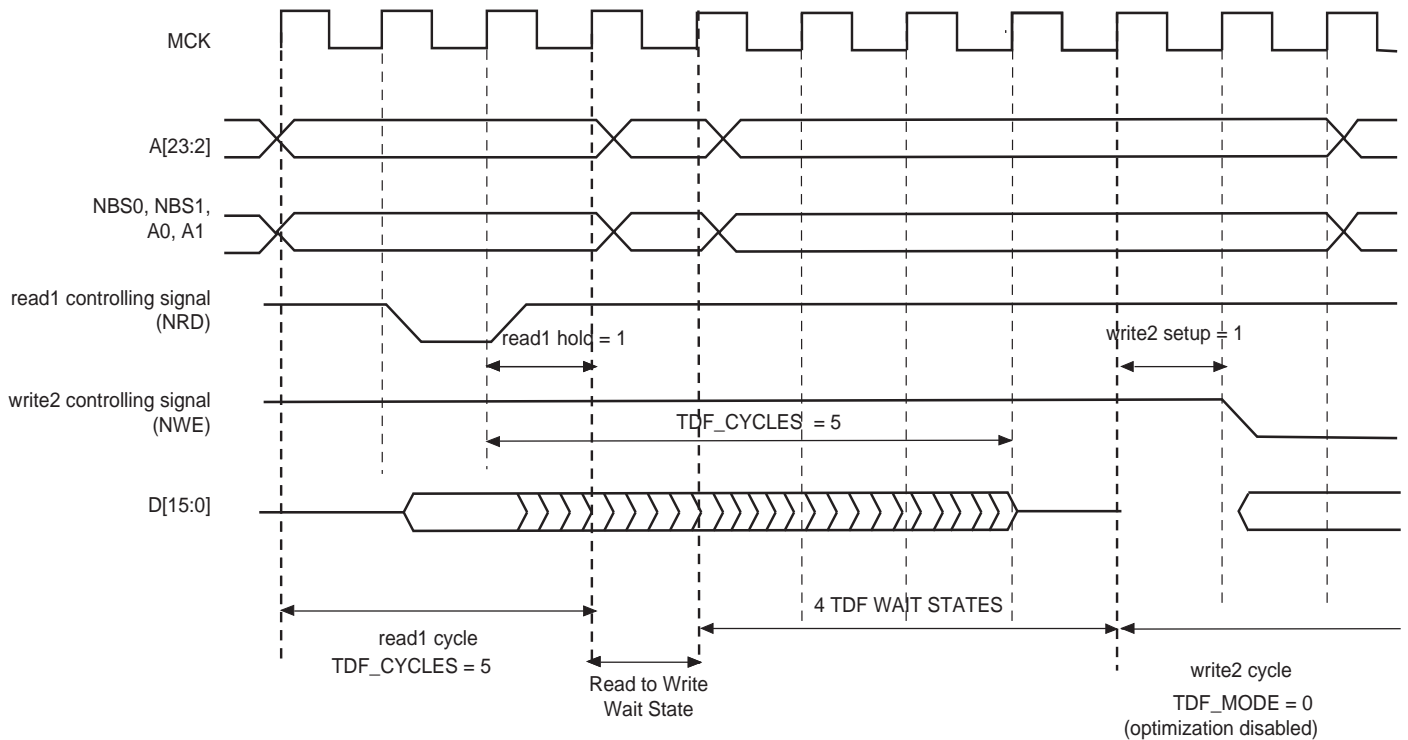 MCK
A[23:2]
NBS0, NBS1,
A0, A1
read1 controlling signal
(NRD)
read1 hold = 1
write2 setup = 1
write2 controlling signal
(NWE)
TDF_CYCLES = 5
D[15:0]
4 TDF WAIT STATES
read1 cycle
TDF_CYCLES = 5
Read to Write
Wait State
write2 cycle
TDF_MODE = 0
(optimization disabled)